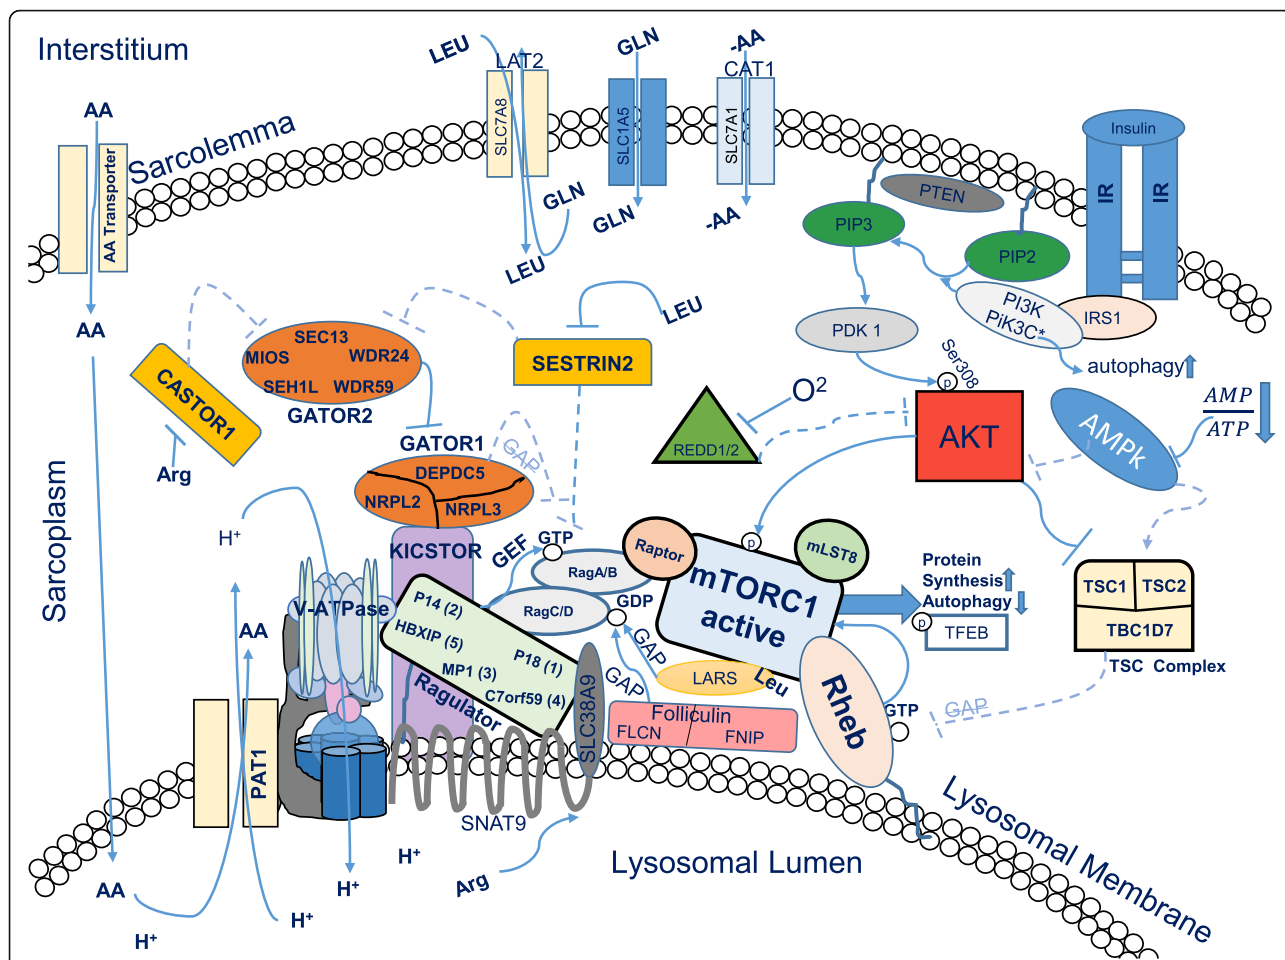 Interstitium
LEU
LAT2
SLC7A8
GLN
LEU
GLN
SLC1A5
GLN
-AA
CAT1
SLC7A1
-AA
AA
AA Transporter
Sarcolemma
AA
Insulin
IR
IR
PTEN
PIP3
PIP2
PI3K
PiK3C*
IRS1
autophagy
PDK 1
Ser308
p
AKT
O²
REDD1/2
AMP
ATP
AMPk
LEU
SESTRIN2
SEC13
MIOS
WDR24
SEH1L
WDR59
GATOR2
CASTOR1
Arg
GATOR1
GAP
DEPDC5
NRPL2
NRPL3
KICSTOR
Sarcoplasm
H⁺
V-ATPase
AA
PAT1
P14 (2)
HBXIP (5)
P18 (1)
MP1 (3)
C7orf59 (4)
Ragulator
SLC38A9
SNAT9
GEF
GTP
RagA/B
RagC/D
GDP
GAP
GAP
Raptor
p
mLST8
mTORC1
active
LARS
Leu
Folliculin
FLCN
FNIP
Rheb
GTP
GAP
Protein
Synthesis
Autophagy
p
TFEB
TSC1
TSC2
TBC1D7
TSC Complex
AA
H⁺
H⁺
H⁺
H⁺
Arg
Lysosomal Lumen
Lysosomal Membrane